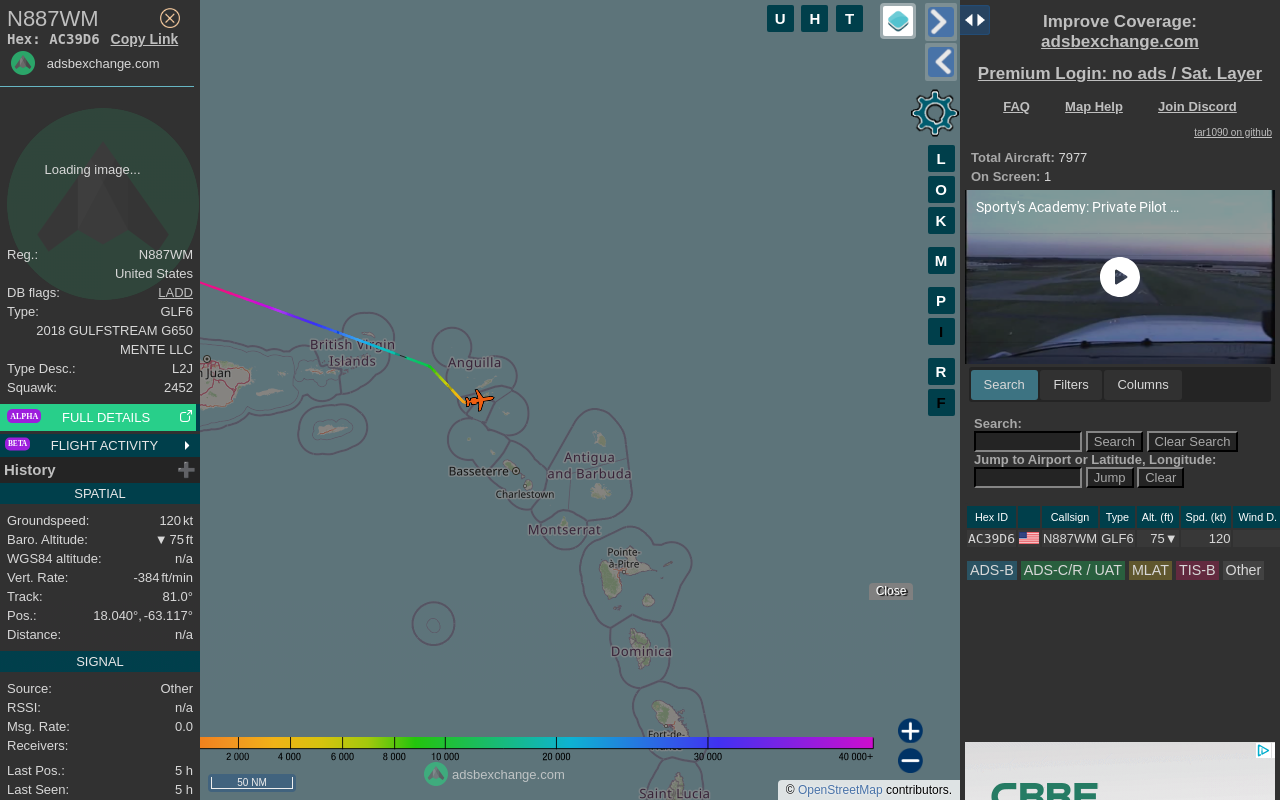 N887WM
Hex: AC39D6 Copy Link
adsbexchange.com
Loading image...
Reg.: N887WM
United States
DB flags: LADD
Type: GLF6
2018 GULFSTREAM G650
MENTE LLC
Type Desc.: L2J
Squawk: 2452
ALPHA FULL DETAILS
BETA FLIGHT ACTIVITY
History
SPATIAL
Groundspeed: 120 kt
Baro. Altitude: ▼ 75 ft
WGS84 altitude: n/a
Vert. Rate: -384 ft/min
Track: 81.0°
Pos.: 18.040°, -63.117°
Distance: n/a
SIGNAL
Source: Other
RSSI: n/a
Msg. Rate: 0.0
Receivers:
Last Pos.: 5 h
Last Seen: 5 h
U H T
L
O
K
M
P
I
R
F
British Virgin
Islands
Anguilla
n Juan
Basseterre
Charlestown
Antigua
and Barbuda
Montserrat
Pointe-
à-Pitre
Dominica
Fort-de-
Saint Lucia
Close
2 000 4 000 6 000 8 000 10 000 20 000 30 000 40 000+
50 NM
adsbexchange.com
© OpenStreetMap contributors.
Improve Coverage:
adsbexchange.com
Premium Login: no ads / Sat. Layer
FAQ Map Help Join Discord
tar1090 on github
Total Aircraft: 7977
On Screen: 1
Sporty's Academy: Private Pilot ...
Search Filters Columns
Search:
Search Clear Search
Jump to Airport or Latitude, Longitude:
Jump Clear
Hex ID Callsign Type Alt. (ft) Spd. (kt) Wind D.
AC39D6 N887WM GLF6 75▼ 120
ADS-B ADS-C/R / UAT MLAT TIS-B Other
CBRE